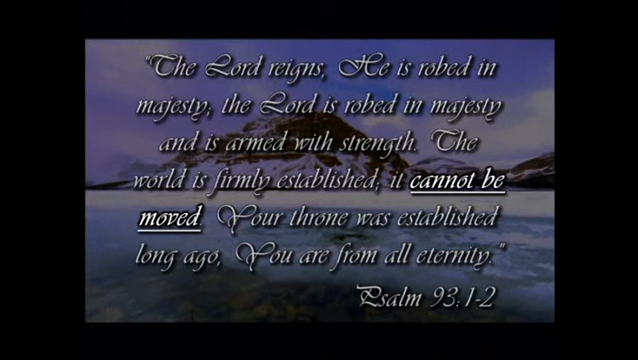 "The Lord reigns, He is robed in
majesty; the Lord is robed in majesty
and is armed with strength. The
world is firmly established; it cannot be
moved. Your throne was established
long ago, You are from all eternity."
Psalm 93:1-2